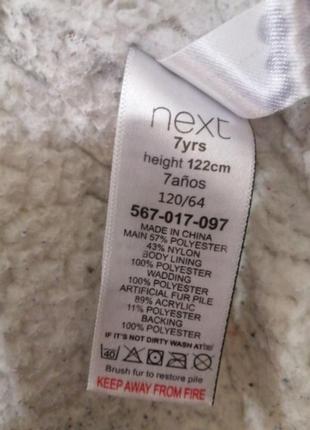 next
7yrs
height 122cm
7años
120/64
567-017-097
MADE IN CHINA
MAIN 57% POLYESTER
43% NYLON
BODY LINING
100% POLYESTER
WADDING
100% POLYESTER
ARTIFICIAL FUR PILE
89% ACRYLIC
11% POLYESTER
BACKING
100% POLYESTER
IF IT'S NOT DIRTY WASH AT
40
Brush fur to restore pile
KEEP AWAY FROM FIRE